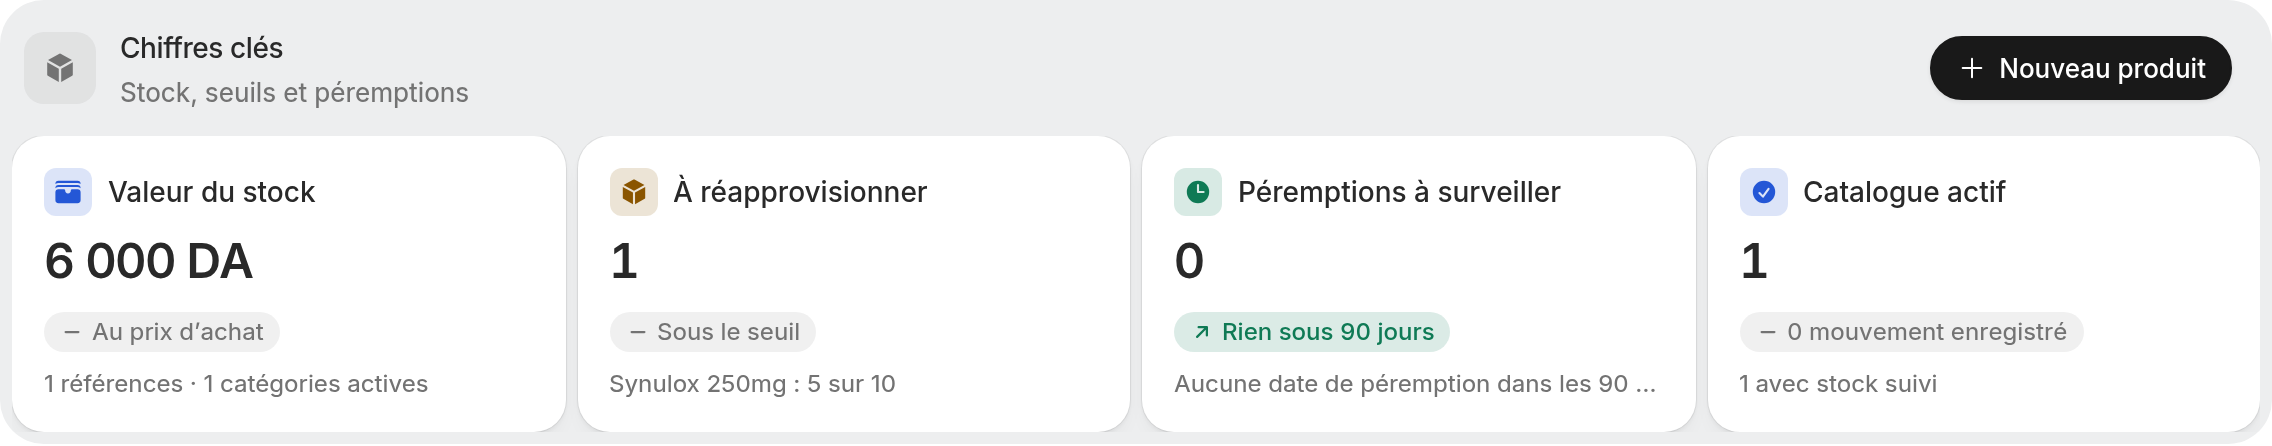 Chiffres clés
Stock, seuils et péremptions
+ Nouveau produit
Valeur du stock
6 000 DA
– Au prix d’achat
1 références · 1 catégories actives
À réapprovisionner
1
– Sous le seuil
Synulox 250mg : 5 sur 10
Péremptions à surveiller
0
Rien sous 90 jours
Aucune date de péremption dans les 90 ...
Catalogue actif
1
– 0 mouvement enregistré
1 avec stock suivi